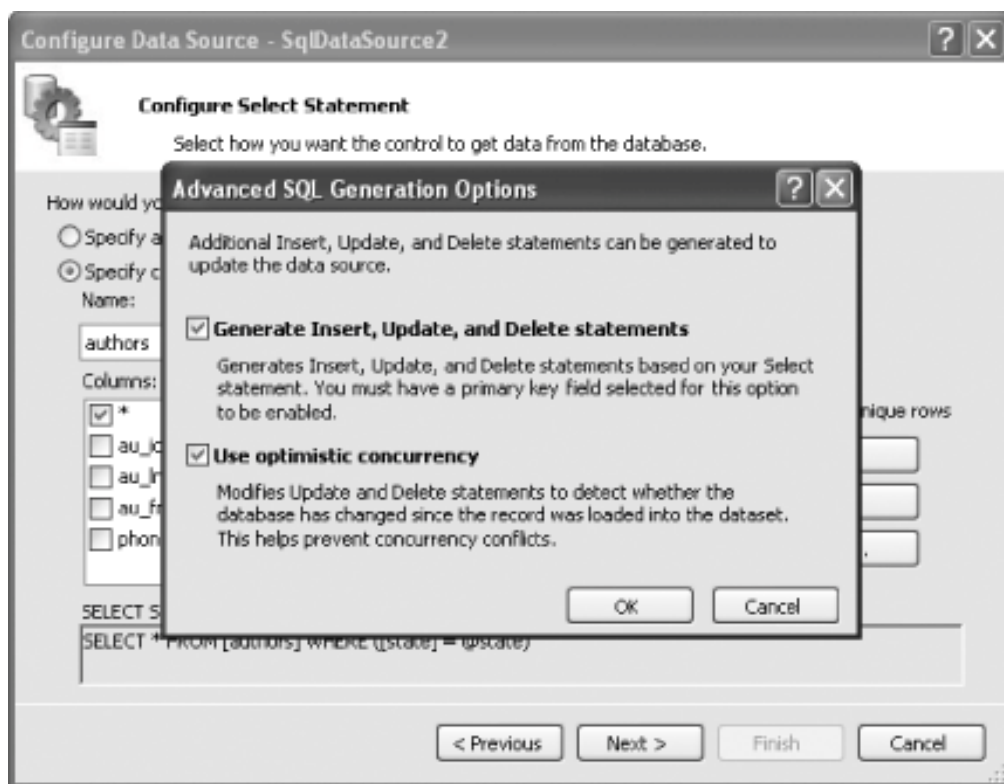 Configure Data Source - SqlDataSource2
Configure Select Statement
Select how you want the control to get data from the database.
How would yo
Specify a
Specify c
Name:
authors
Columns:
*
au_
au_
au_
phon
nique rows
Advanced SQL Generation Options
Additional Insert, Update, and Delete statements can be generated to
update the data source.
Generate Insert, Update, and Delete statements
Generates Insert, Update, and Delete statements based on your Select
statement. You must have a primary key field selected for this option
to be enabled.
Use optimistic concurrency
Modifies Update and Delete statements to detect whether the
database has changed since the record was loaded into the dataset.
This helps prevent concurrency conflicts.
OK
Cancel
SELECT S
SELECT * FROM [authors] WHERE ([state] = @state)
< Previous
Next >
Finish
Cancel